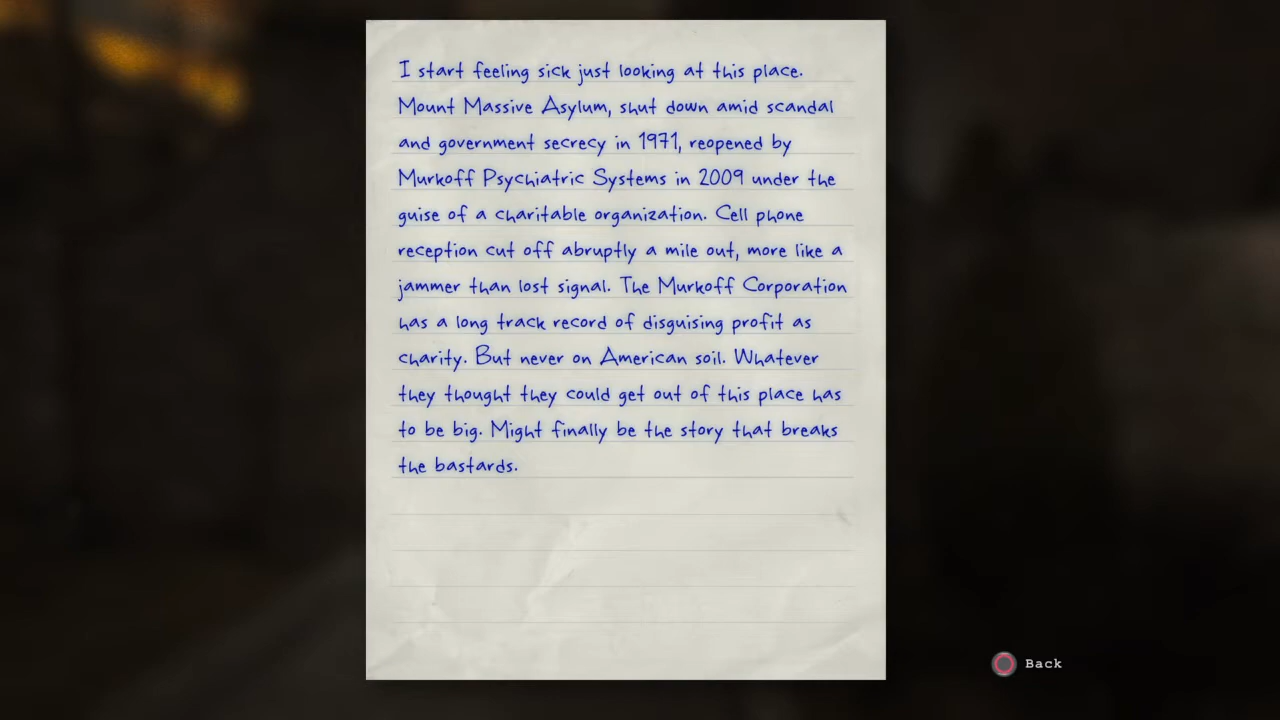 I start feeling sick just looking at this place.
Mount Massive Asylum, shut down amid scandal
and government secrecy in 1971, reopened by
Murkoff Psychiatric Systems in 2009 under the
guise of a charitable organization. Cell phone
reception cut off abruptly a mile out, more like a
jammer than lost signal. The Murkoff Corporation
has a long track record of disguising profit as
charity. But never on American soil. Whatever
they thought they could get out of this place has
to be big. Might finally be the story that breaks
the bastards.
Back